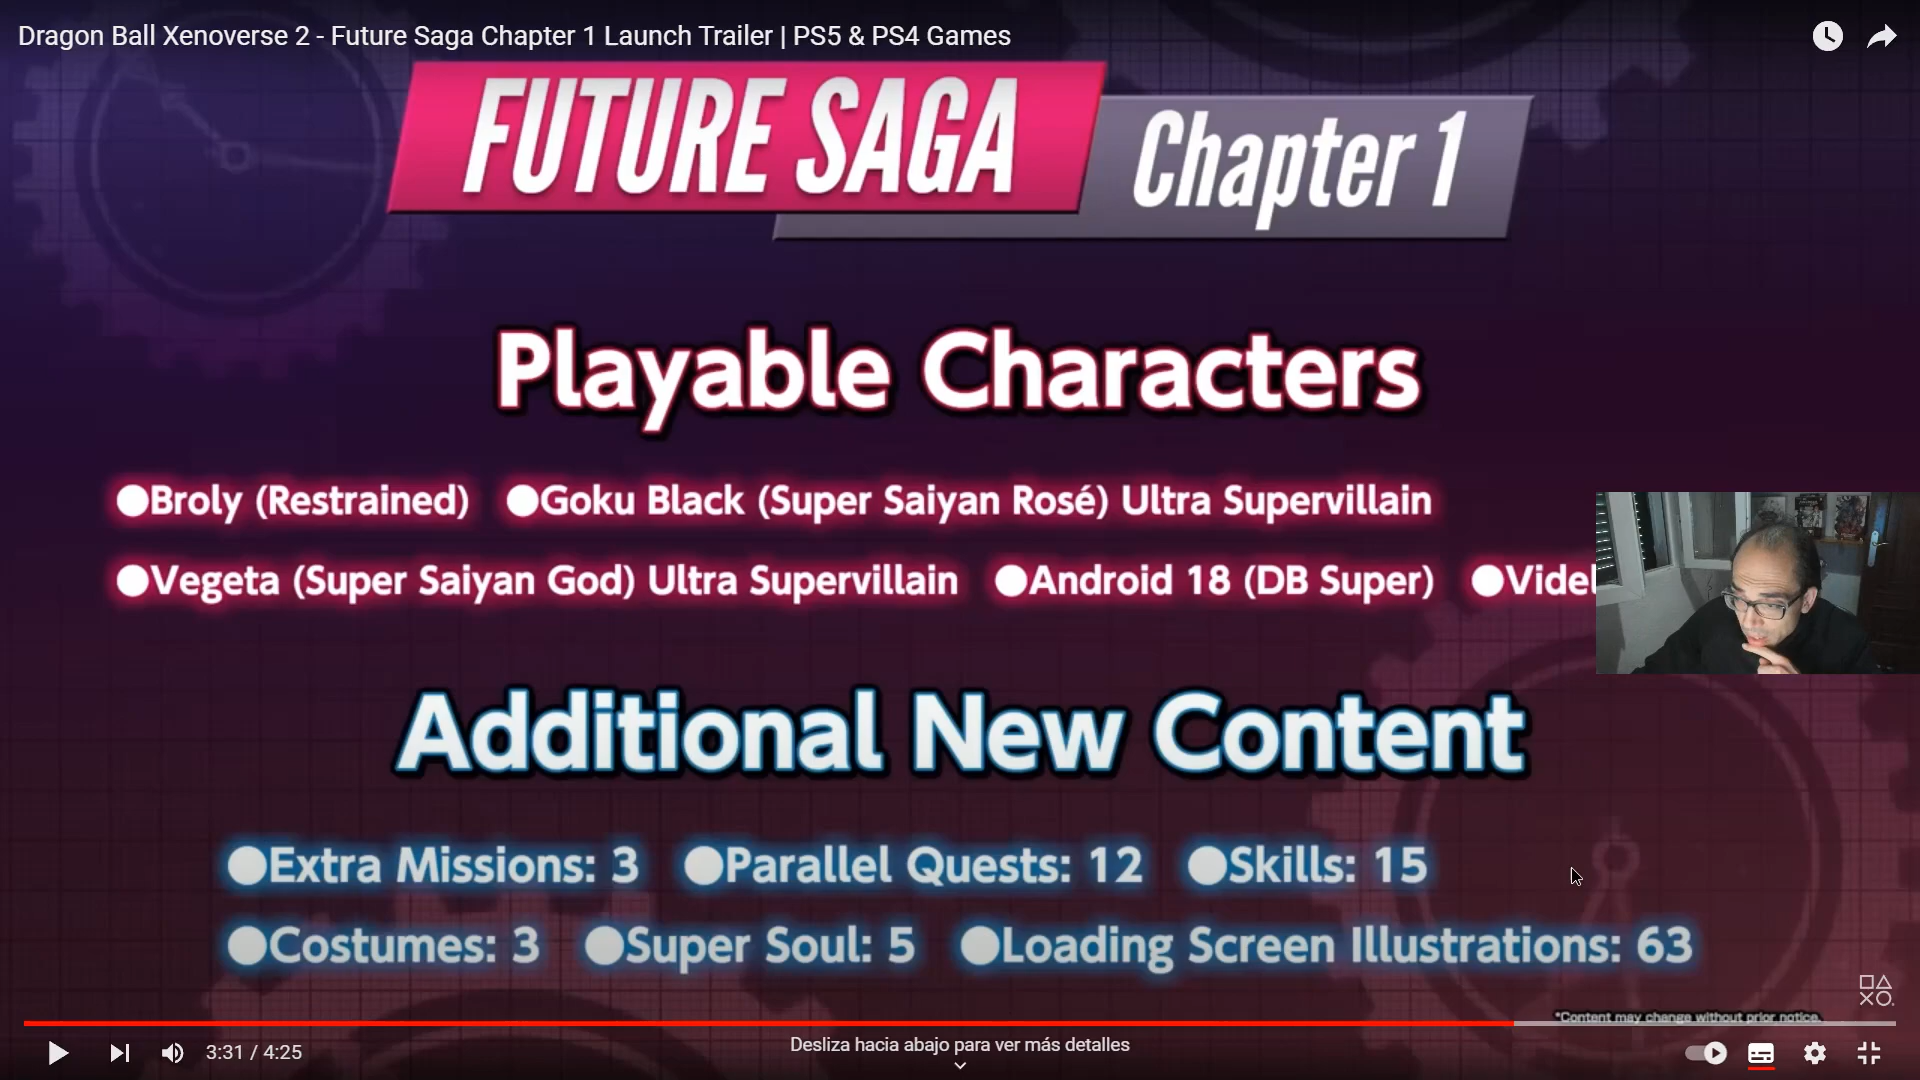 Dragon Ball Xenoverse 2 - Future Saga Chapter 1 Launch Trailer | PS5 & PS4 Games
FUTURE SAGA
Chapter 1
Playable Characters
●Broly (Restrained) ●Goku Black (Super Saiyan Rosé) Ultra Supervillain
●Vegeta (Super Saiyan God) Ultra Supervillain ●Android 18 (DB Super) ●Videl
Additional New Content
●Extra Missions: 3 ●Parallel Quests: 12 ●Skills: 15
●Costumes: 3 ●Super Soul: 5 ●Loading Screen Illustrations: 63
*Content may change without prior notice.
3:31 / 4:25
Desliza hacia abajo para ver más detalles